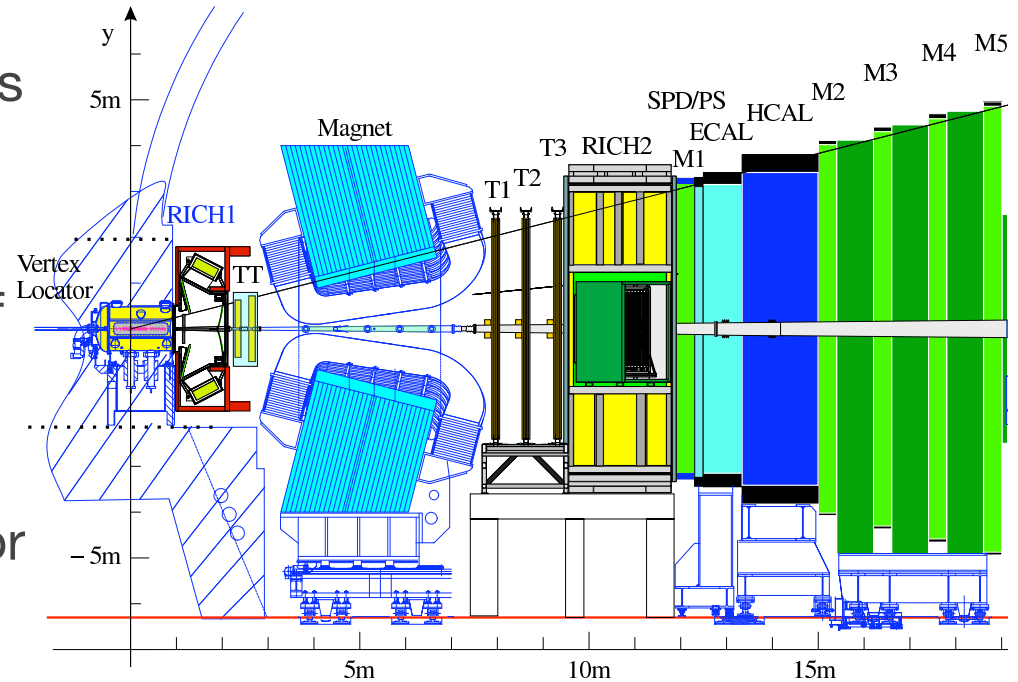 y
s
5m
Magnet
SPD/PS
ECAL
HCAL
M1
M2
M3
M4
M5
T1
T2
T3
RICH2
RICH1
TT
Vertex
Locator
or
− 5m
5m
10m
15m